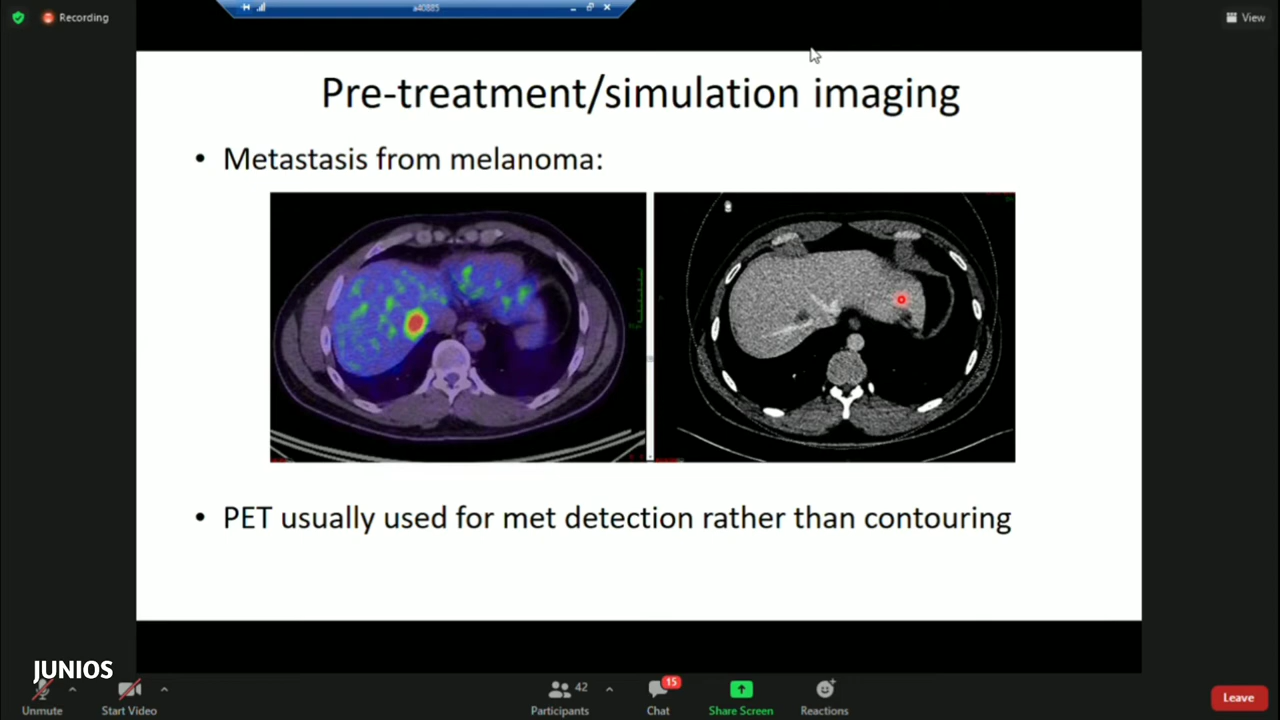 Recording
a40885
View
Pre-treatment/simulation imaging
• Metastasis from melanoma:
• PET usually used for met detection rather than contouring
JUNIOS
Unmute
Start Video
42
Participants
15
Chat
Share Screen
Reactions
Leave